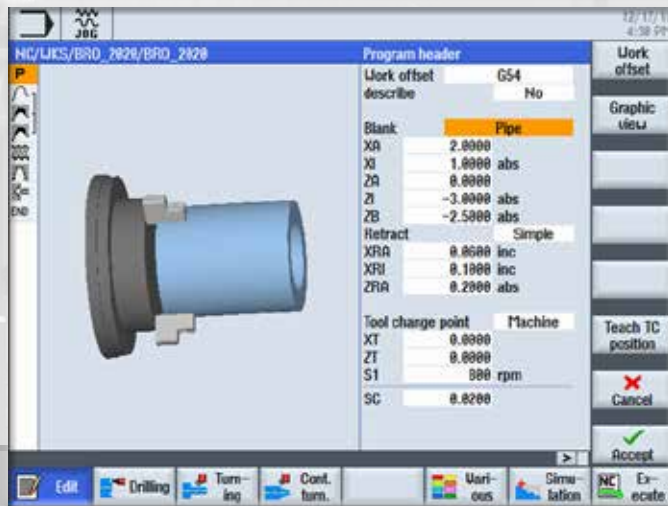 JOG
4:30 PM
NC/WKS/BRO_2020/BRO_2020
Program header
Work offset G54
describe No
Blank Pipe
XA 2.0000
XI 1.0000 abs
ZA 0.0000
ZI -3.0000 abs
ZB -2.5000 abs
Retract Simple
XRA 0.0600 inc
XRI 0.1000 inc
ZRA 0.2000 abs
Tool change point Machine
XT 0.0000
ZT 0.0000
S1 800 rpm
SC 0.0200
P
END
Work
offset
Graphic
view
Teach TC
position
Cancel
Accept
>
Edit
Drilling
Turn-
ing
Cont.
turn.
Vari-
ous
Simu-
lation
NC
Ex-
ecute